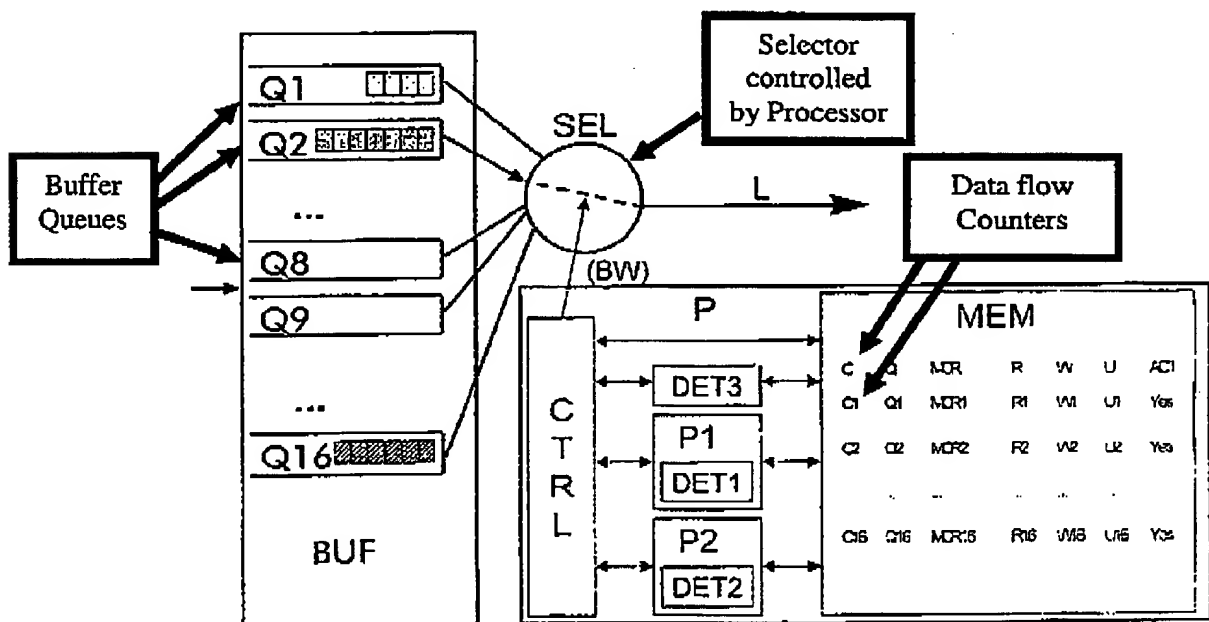 Selector
controlled
by Processor
Buffer
Queues
Data flow
Counters
Q1
Q2
...
Q8
Q9
...
Q16
BUF
SEL
L
(BW)
P
CTRL
DET3
P1
DET1
P2
DET2
MEM
C Q MCR R W U ACT
C1 Q1 MCR1 R1 W1 U1 Yes
C2 Q2 MCR2 R2 W2 U2 Yes
.. ... .. .. .
C16 Q16 MCR16 R16 W16 U16 Yes